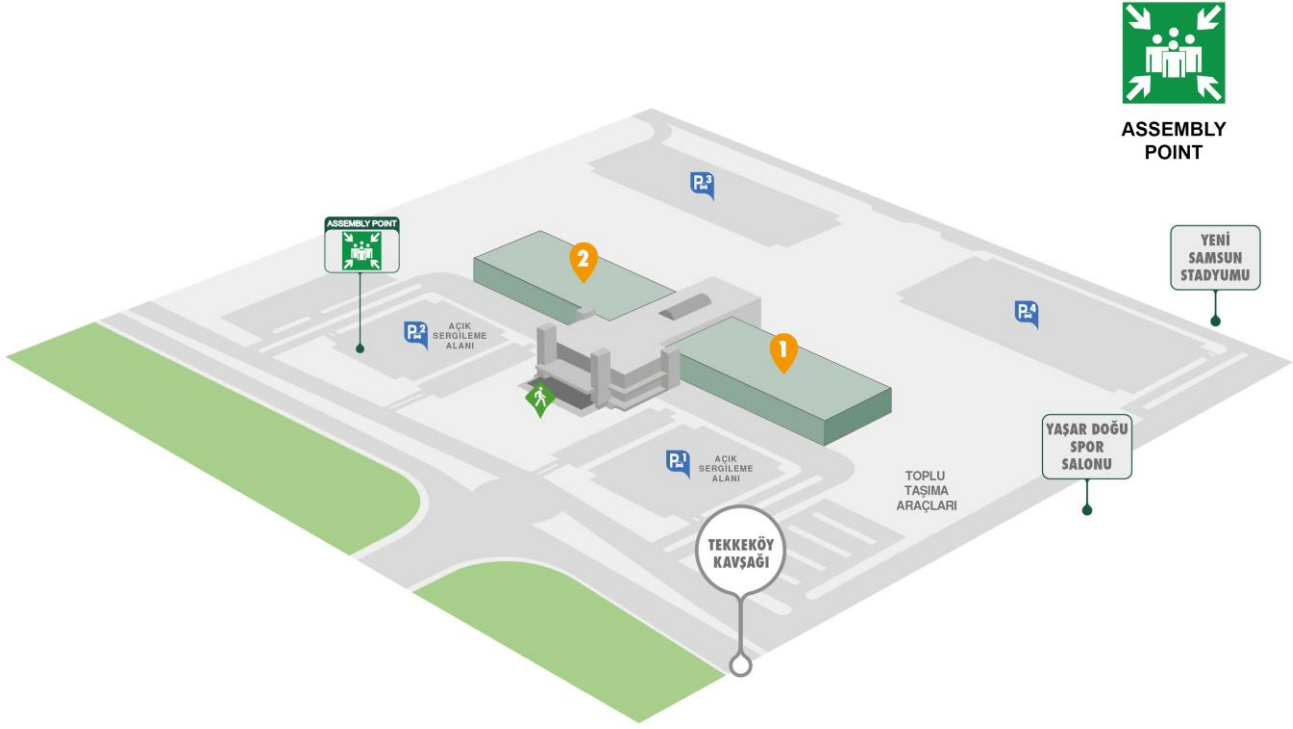 ASSEMBLY
POINT
P3
ASSEMBLY POINT
2
YENİ
SAMSUN
STADYUMU
P4
P2
AÇIK
SERGİLEME
ALANI
1
YAŞAR DOĞU
SPOR
SALONU
P1
AÇIK
SERGİLEME
ALANI
TOPLU
TAŞIMA
ARAÇLARI
TEKKEKÖY
KAVŞAĞI